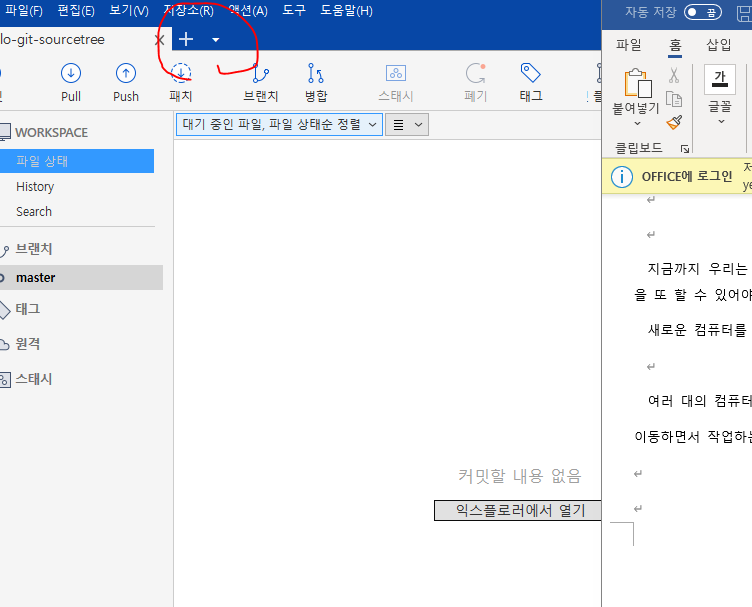 파일(F) 편집(E) 보기(V) 저장소(R) 액션(A) 도구 도움말(H)
lo-git-sourcetree
Pull Push 패치 브랜치 병합 스태시 폐기 태그
WORKSPACE
파일 상태
History
Search
브랜치
master
태그
원격
스태시
대기 중인 파일, 파일 상태순 정렬
커밋할 내용 없음
익스플로러에서 열기
자동 저장 끔
파일 홈 삽입
붙여넣기
가
글꼴
클립보드
OFFICE에 로그인
ye
지금까지 우리는
을 또 할 수 있어야
새로운 컴퓨터를
여러 대의 컴퓨터
이동하면서 작업하는